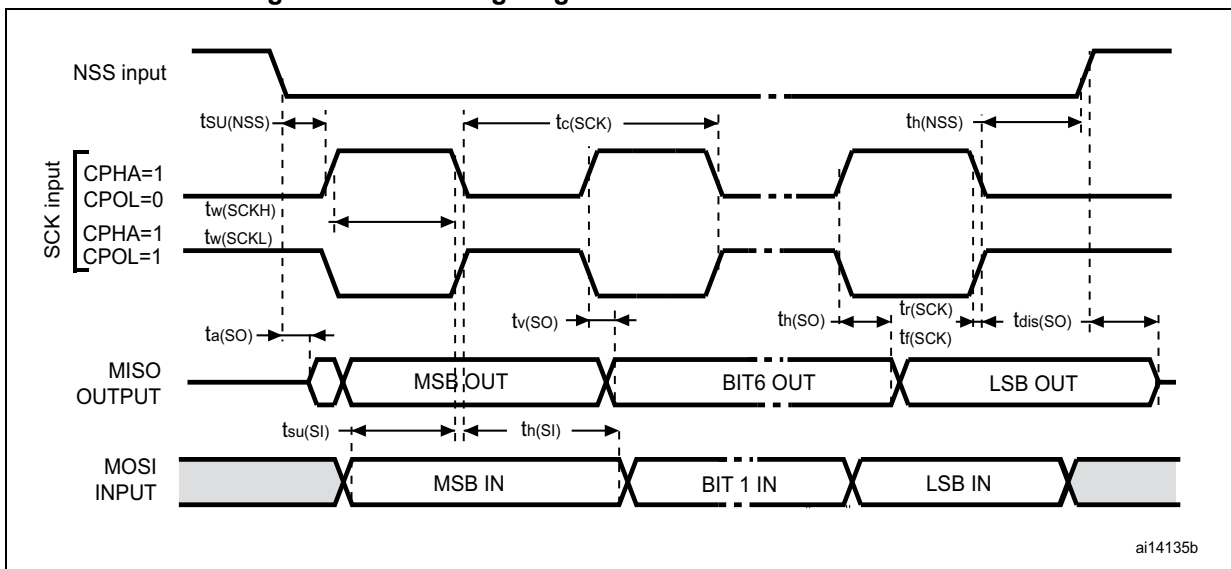 NSS input
tSU(NSS)
tc(SCK)
th(NSS)
SCK input
CPHA=1
CPOL=0
tw(SCKH)
CPHA=1
tw(SCKL)
CPOL=1
ta(SO)
tv(SO)
th(SO)
tr(SCK)
tf(SCK)
tdis(SO)
MISO
OUTPUT
MSB OUT
BIT6 OUT
LSB OUT
tsu(SI)
th(SI)
MOSI
INPUT
MSB IN
BIT 1 IN
LSB IN
ai14135b